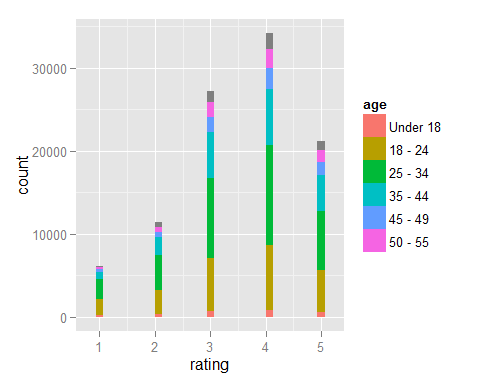 30000
20000
10000
0
count
1 2 3 4 5
rating
age
Under 18
18 - 24
25 - 34
35 - 44
45 - 49
50 - 55